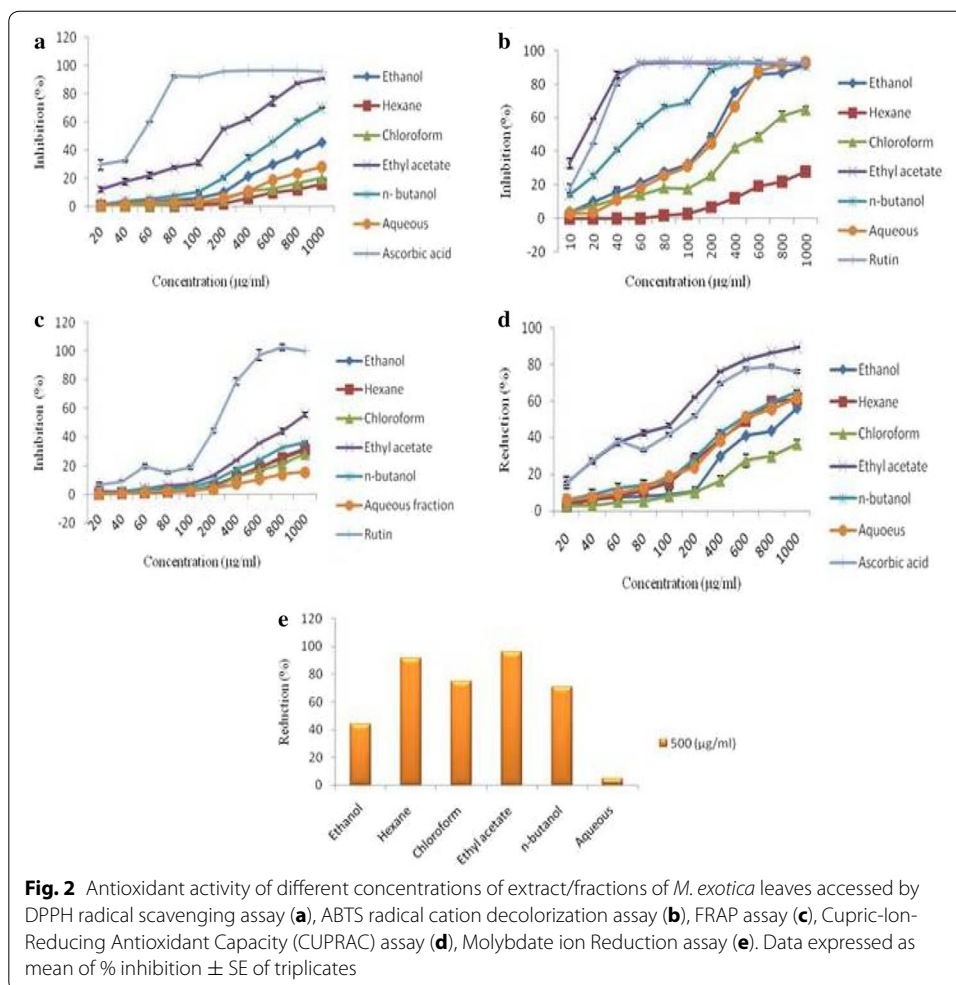 a
120
100
80
60
40
20
0
Inhibition (%)
20 40 60 80 100 200 400 600 800 1000
Concentration (µg/ml)
Ethanol
Hexane
Chloroform
Ethyl acetate
n- butanol
Aqueous
Ascorbic acid
b
100
80
60
40
20
0
-20
Inhibition (%)
10 20 40 60 80 100 200 400 600 800 1000
Concentration (µg/ml)
Ethanol
Hexane
Chloroform
Ethyl acetate
n-butanol
Aqueous
Rutin
c
120
100
80
60
40
20
0
-20
Inhibition (%)
20 40 60 80 100 200 400 600 800 1000
Concentration (µg/ml)
Ethanol
Hexane
Chloroform
Ethyl acetate
n-butanol
Aqueous fraction
Rutin
d
100
80
60
40
20
0
Reduction (%)
20 40 60 80 100 200 400 600 800 1000
Concentration (µg/ml)
Ethanol
Hexane
Chloroform
Ethyl acetate
n-butanol
Aquoeus
Ascorbic acid
e
120
100
80
60
40
20
0
Reduction (%)
Ethanol
Hexane
Chloroform
Ethyl acetate
n-butanol
Aqueous
500 (µg/ml)
Fig. 2 Antioxidant activity of different concentrations of extract/fractions of M. exotica leaves accessed by
DPPH radical scavenging assay (a), ABTS radical cation decolorization assay (b), FRAP assay (c), Cupric-Ion-
Reducing Antioxidant Capacity (CUPRAC) assay (d), Molybdate ion Reduction assay (e). Data expressed as
mean of % inhibition ± SE of triplicates